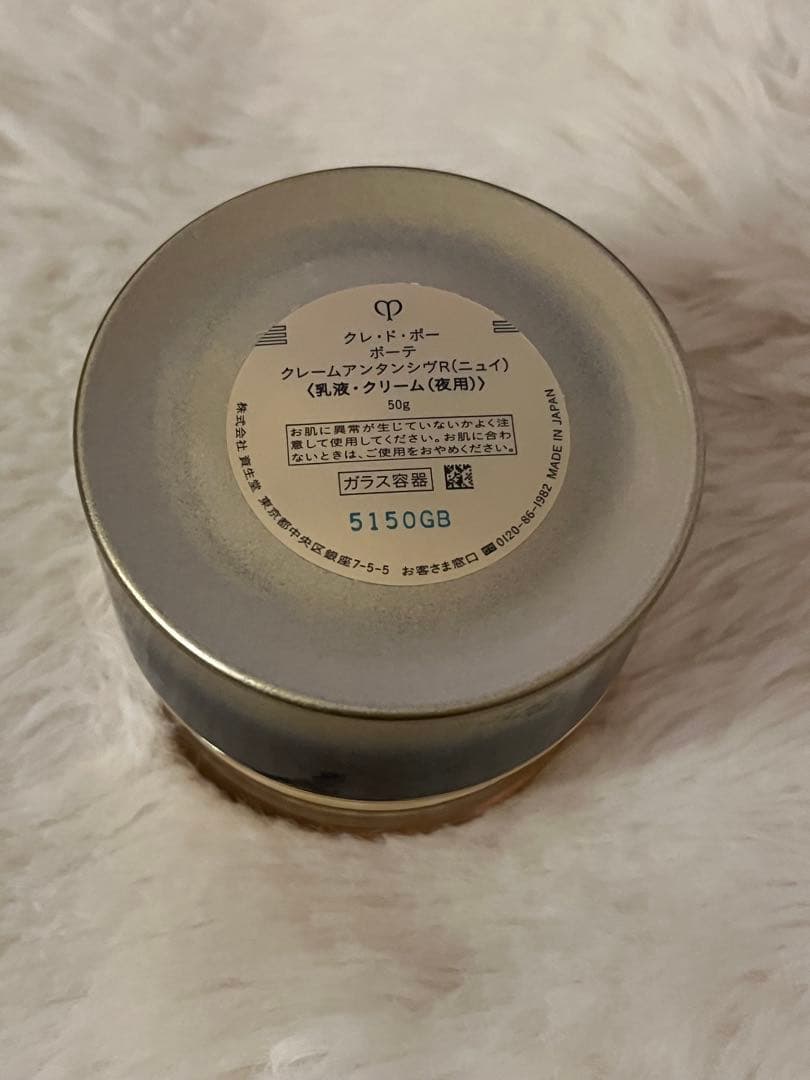 クレ・ド・ポー
ボーテ
クレームアンタンシヴR(ニュイ)
〈乳液・クリーム(夜用)〉
50g
お肌に異常が生じていないかよく注
意して使用してください。お肌に合わ
ないときは、ご使用をおやめください。
ガラス容器
5150GB
株式会社 資生堂 東京都中央区銀座7-5-5 お客さま窓口 0120-86-1982 MADE IN JAPAN